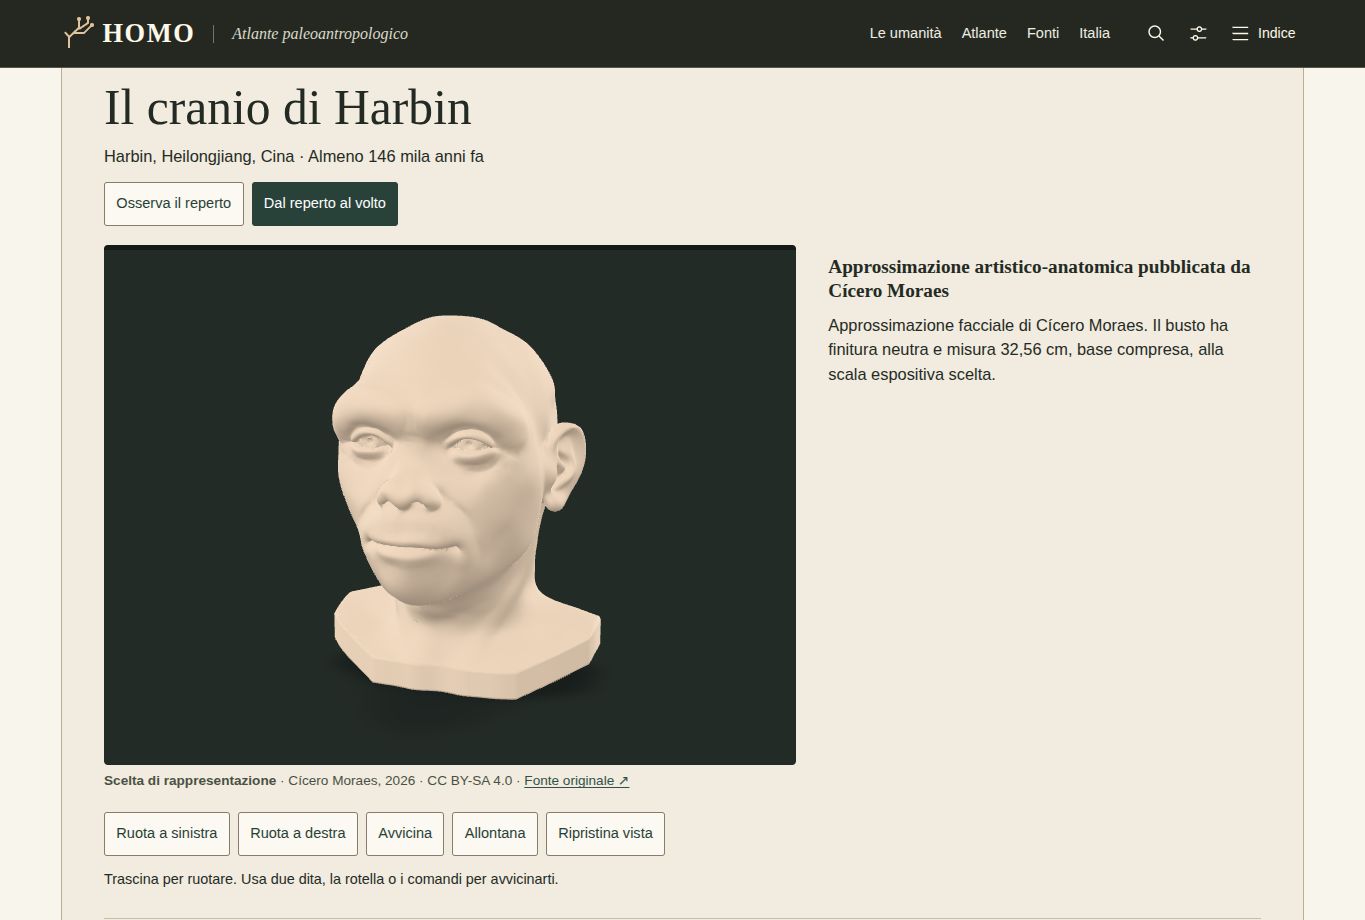 HOMO
Atlante paleoantropologico
Le umanità Atlante Fonti Italia Indice
Il cranio di Harbin
Harbin, Heilongjiang, Cina · Almeno 146 mila anni fa
Osserva il reperto Dal reperto al volto
Approssimazione artistico-anatomica pubblicata da
Cícero Moraes
Approssimazione facciale di Cícero Moraes. Il busto ha
finitura neutra e misura 32,56 cm, base compresa, alla
scala espositiva scelta.
Scelta di rappresentazione · Cícero Moraes, 2026 · CC BY-SA 4.0 · Fonte originale ↗
Ruota a sinistra Ruota a destra Avvicina Allontana Ripristina vista
Trascina per ruotare. Usa due dita, la rotella o i comandi per avvicinarti.